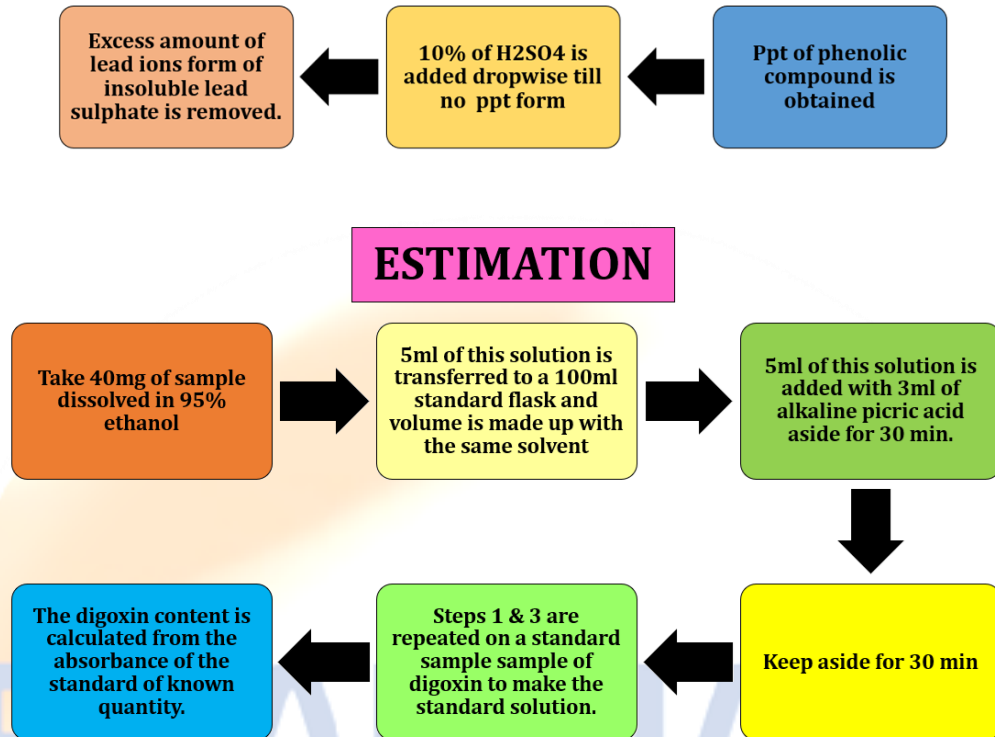 Excess amount of
lead ions form of
insoluble lead
sulphate is removed.
10% of H2SO4 is
added dropwise till
no ppt form
Ppt of phenolic
compound is
obtained
ESTIMATION
Take 40mg of sample
dissolved in 95%
ethanol
5ml of this solution is
transferred to a 100ml
standard flask and
volume is made up with
the same solvent
5ml of this solution is
added with 3ml of
alkaline picric acid
aside for 30 min.
The digoxin content is
calculated from the
absorbance of the
standard of known
quantity.
Steps 1 & 3 are
repeated on a standard
sample sample of
digoxin to make the
standard solution.
Keep aside for 30 min